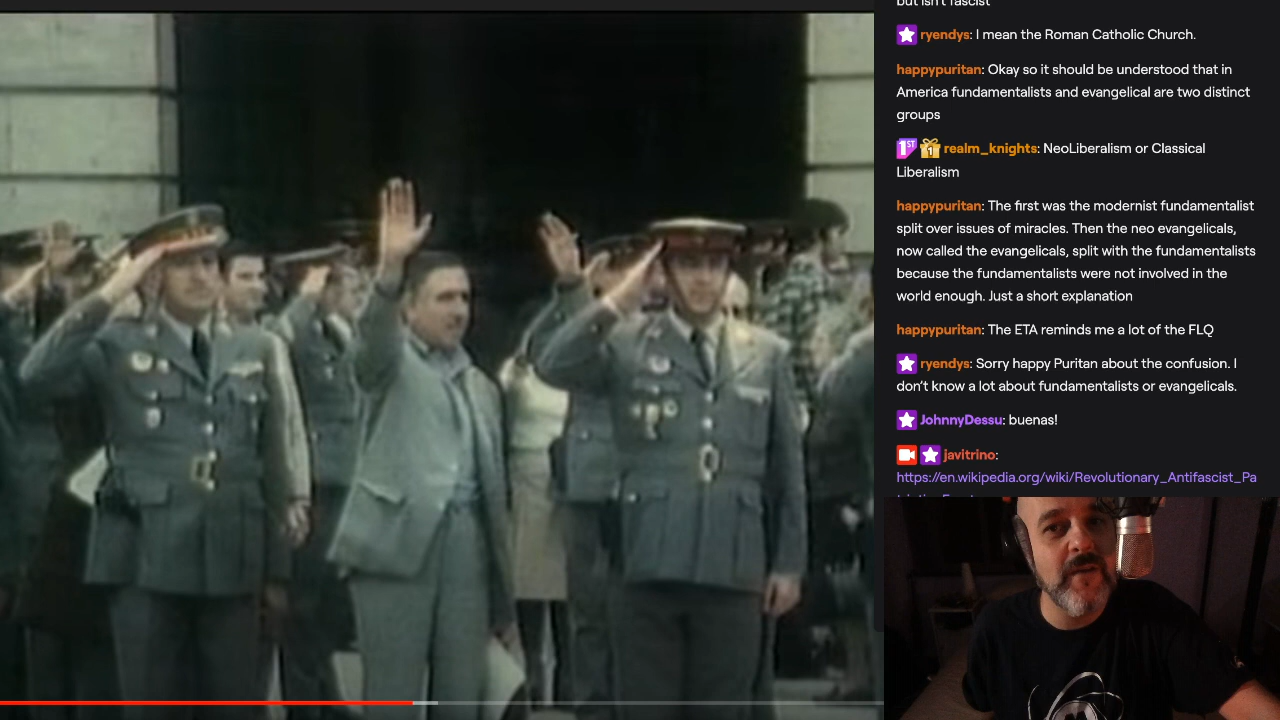 but isn't fascist
ryendys: I mean the Roman Catholic Church.
happypuritan: Okay so it should be understood that in
America fundamentalists and evangelical are two distinct
groups
1ST 1 realm_knights: NeoLiberalism or Classical
Liberalism
happypuritan: The first was the modernist fundamentalist
split over issues of miracles. Then the neo evangelicals,
now called the evangelicals, split with the fundamentalists
because the fundamentalists were not involved in the
world enough. Just a short explanation
happypuritan: The ETA reminds me a lot of the FLQ
ryendys: Sorry happy Puritan about the confusion. I
don't know a lot about fundamentalists or evangelicals.
JohnnyDessu: buenas!
javitrino:
https://en.wikipedia.org/wiki/Revolutionary_Antifascist_Pa